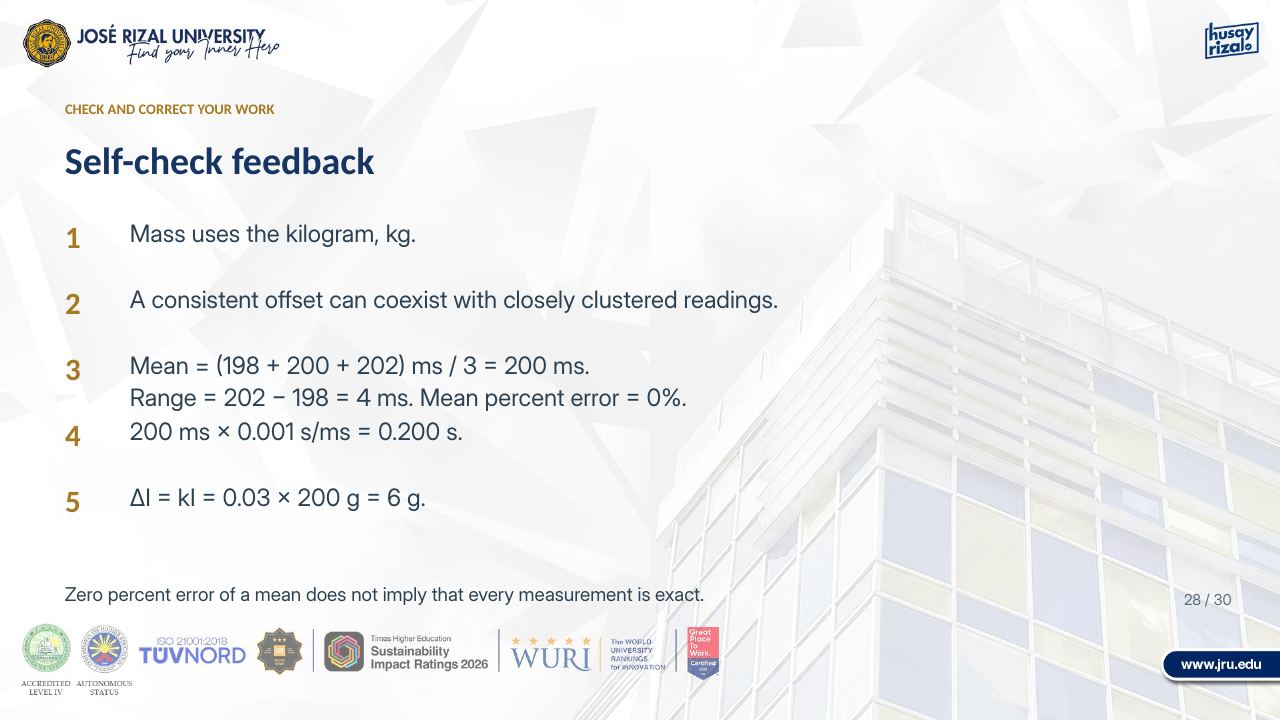 JOSÉ RIZAL UNIVERSITY
Find your Inner Hero
husay
rizal
CHECK AND CORRECT YOUR WORK
Self-check feedback
1 Mass uses the kilogram, kg.
2 A consistent offset can coexist with closely clustered readings.
3 Mean = (198 + 200 + 202) ms / 3 = 200 ms.
Range = 202 − 198 = 4 ms. Mean percent error = 0%.
4 200 ms × 0.001 s/ms = 0.200 s.
5 ΔI = kI = 0.03 × 200 g = 6 g.
Zero percent error of a mean does not imply that every measurement is exact.
28 / 30
ACCREDITED
LEVEL IV
AUTONOMOUS
STATUS
ISO 21001:2018
TÜVNORD
Times Higher Education
Sustainability
Impact Ratings 2026
WURI
The WORLD
UNIVERSITY
RANKINGS
for INNOVATION
Great
Place
To
Work.
Certified
www.jru.edu